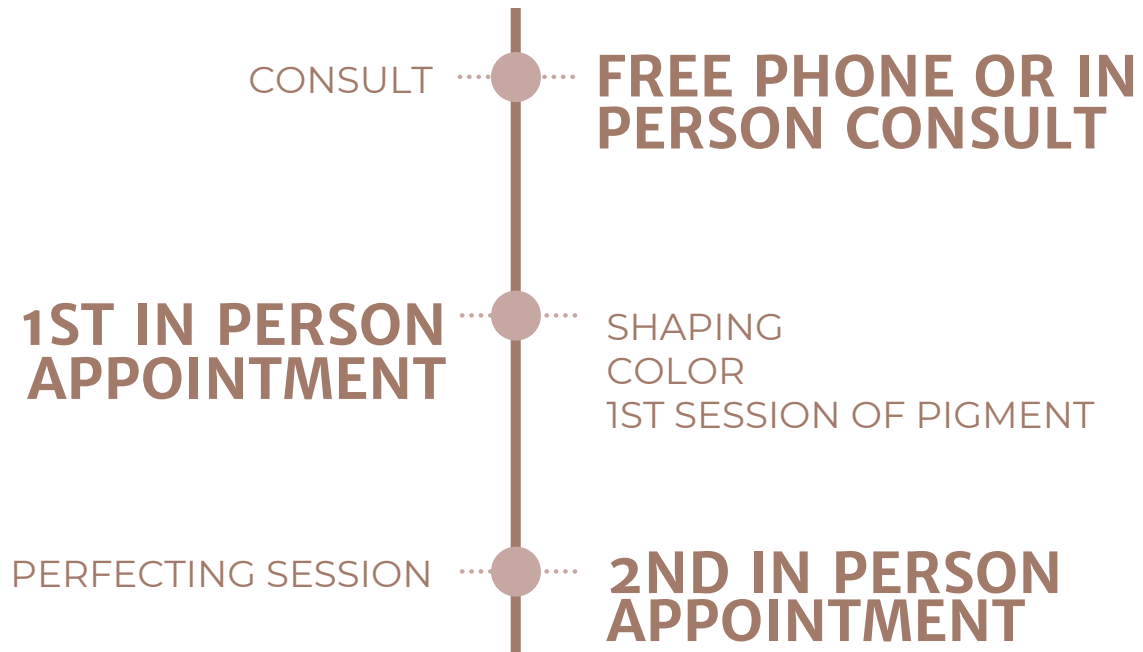 CONSULT
FREE PHONE OR IN
PERSON CONSULT
1ST IN PERSON
APPOINTMENT
SHAPING
COLOR
1ST SESSION OF PIGMENT
PERFECTING SESSION
2ND IN PERSON
APPOINTMENT